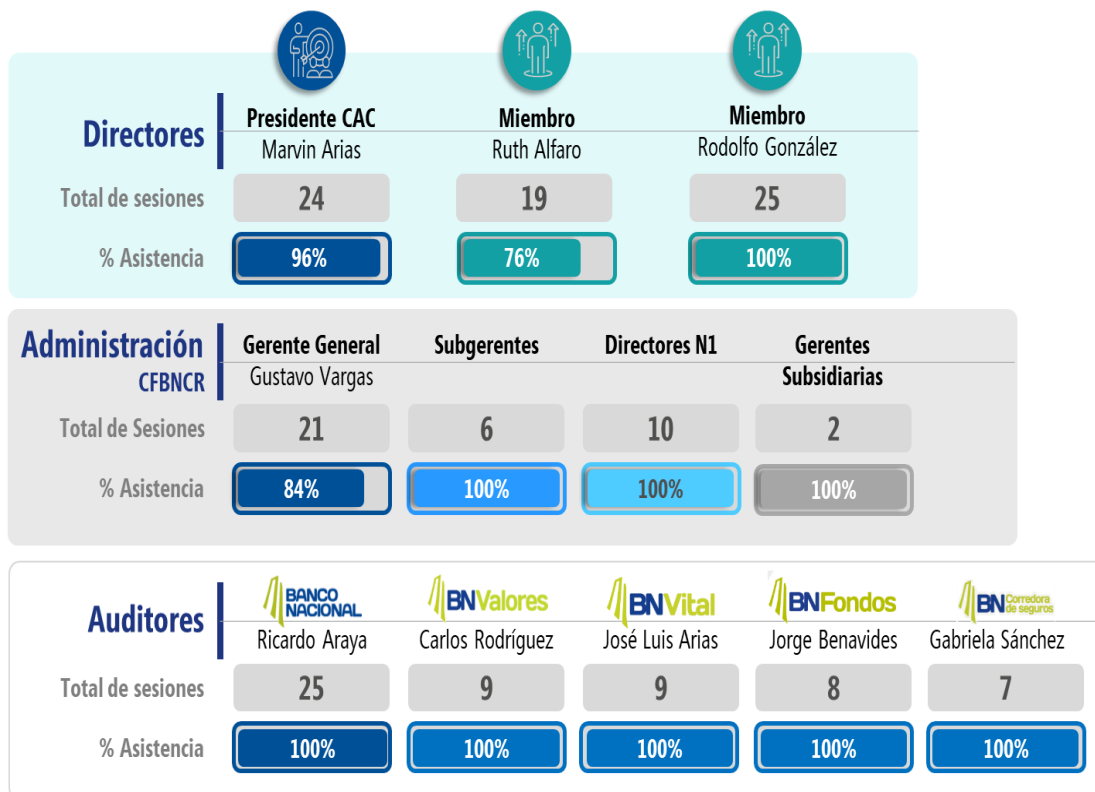 Directores
Presidente CAC
Marvin Arias
Miembro
Ruth Alfaro
Miembro
Rodolfo González
Total de sesiones
24
19
25
% Asistencia
96%
76%
100%
Administración
CFBNCR
Gerente General
Gustavo Vargas
Subgerentes
Directores N1
Gerentes
Subsidiarias
Total de Sesiones
21
6
10
2
% Asistencia
84%
100%
100%
100%
Auditores
BANCO
NACIONAL
Ricardo Araya
BNValores
Carlos Rodríguez
BNVital
José Luis Arias
BNFondos
Jorge Benavides
BN Corredora
de seguros
Gabriela Sánchez
Total de sesiones
25
9
9
8
7
% Asistencia
100%
100%
100%
100%
100%